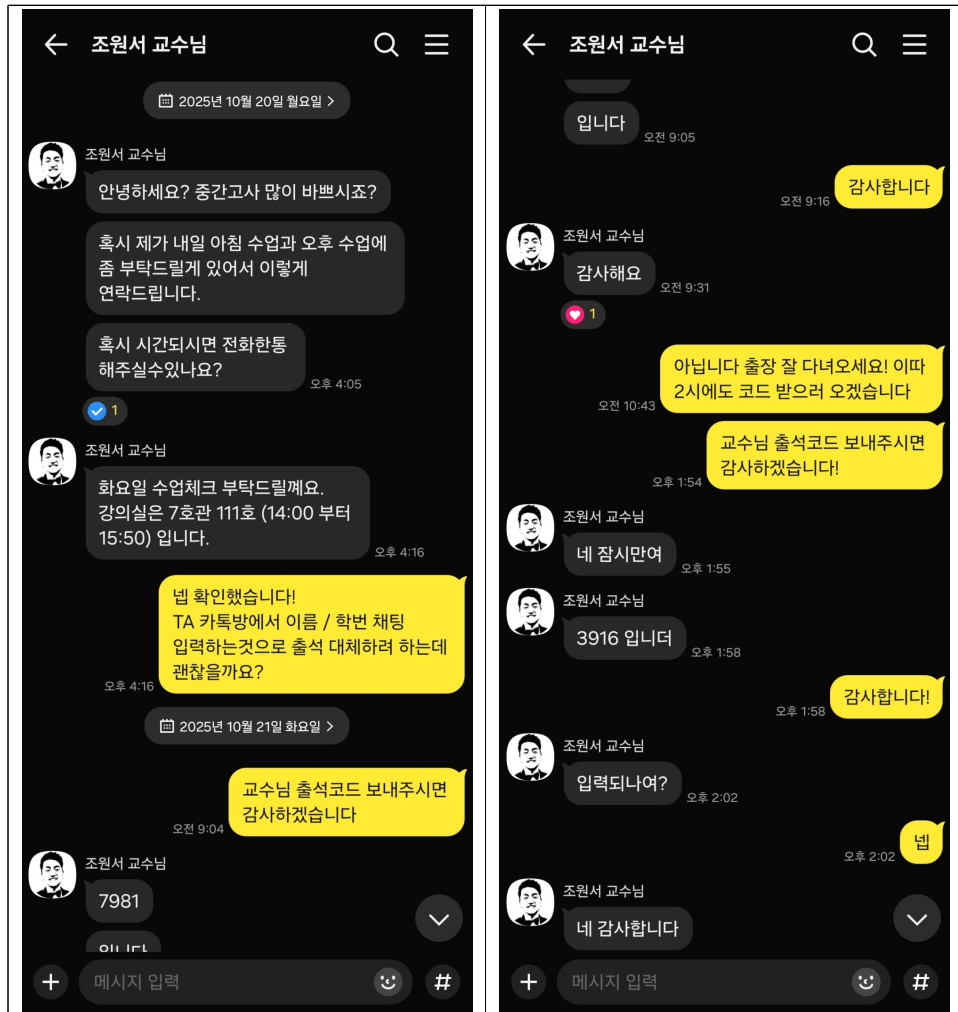 조원서 교수님
2025년 10월 20일 월요일 >
조원서 교수님
안녕하세요? 중간고사 많이 바쁘시죠?
혹시 제가 내일 아침 수업과 오후 수업에
좀 부탁드릴게 있어서 이렇게
연락드립니다.
혹시 시간되시면 전화한통
해주실수있나요?
오후 4:05
1
조원서 교수님
화요일 수업체크 부탁드릴꼐요.
강의실은 7호관 111호 (14:00 부터
15:50) 입니다.
오후 4:16
넵 확인했습니다!
TA 카톡방에서 이름 / 학번 채팅
입력하는것으로 출석 대체하려 하는데
괜찮을까요?
오후 4:16
2025년 10월 21일 화요일 >
교수님 출석코드 보내주시면
감사하겠습니다
오전 9:04
조원서 교수님
7981
입니다
메시지 입력
#
조원서 교수님
입니다
오전 9:05
감사합니다
오전 9:16
조원서 교수님
감사해요
오전 9:31
1
아닙니다 출장 잘 다녀오세요! 이따
2시에도 코드 받으러 오겠습니다
오전 10:43
교수님 출석코드 보내주시면
감사하겠습니다!
오후 1:54
조원서 교수님
네 잠시만여
오후 1:55
조원서 교수님
3916 입니더
오후 1:58
감사합니다!
오후 1:58
조원서 교수님
입력되나여?
오후 2:02
넵
오후 2:02
조원서 교수님
네 감사합니다
메시지 입력
#